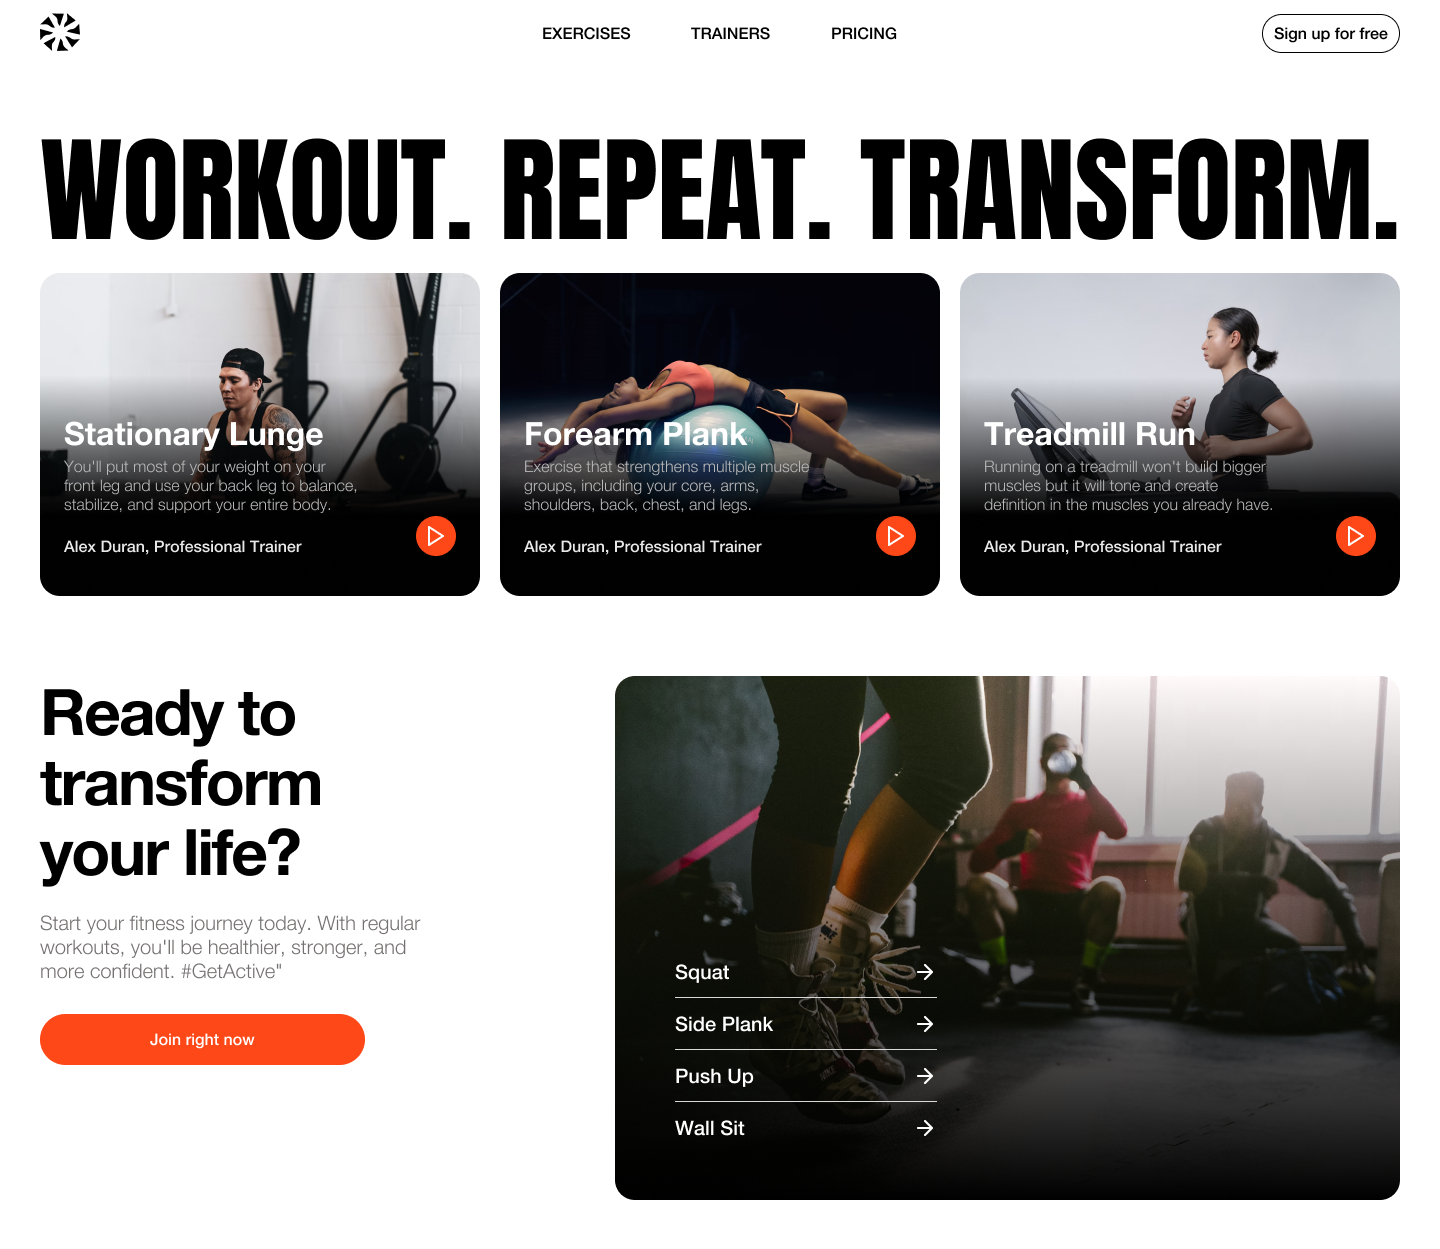 EXERCISES
TRAINERS
PRICING
Sign up for free
WORKOUT. REPEAT. TRANSFORM.
Stationary Lunge
You'll put most of your weight on your
front leg and use your back leg to balance,
stabilize, and support your entire body.
Alex Duran, Professional Trainer
Forearm Plank
Exercise that strengthens multiple muscle
groups, including your core, arms,
shoulders, back, chest, and legs.
Alex Duran, Professional Trainer
Treadmill Run
Running on a treadmill won't build bigger
muscles but it will tone and create
definition in the muscles you already have.
Alex Duran, Professional Trainer
Ready to
transform
your life?
Start your fitness journey today. With regular
workouts, you'll be healthier, stronger, and
more confident. #GetActive"
Join right now
Squat
Side Plank
Push Up
Wall Sit